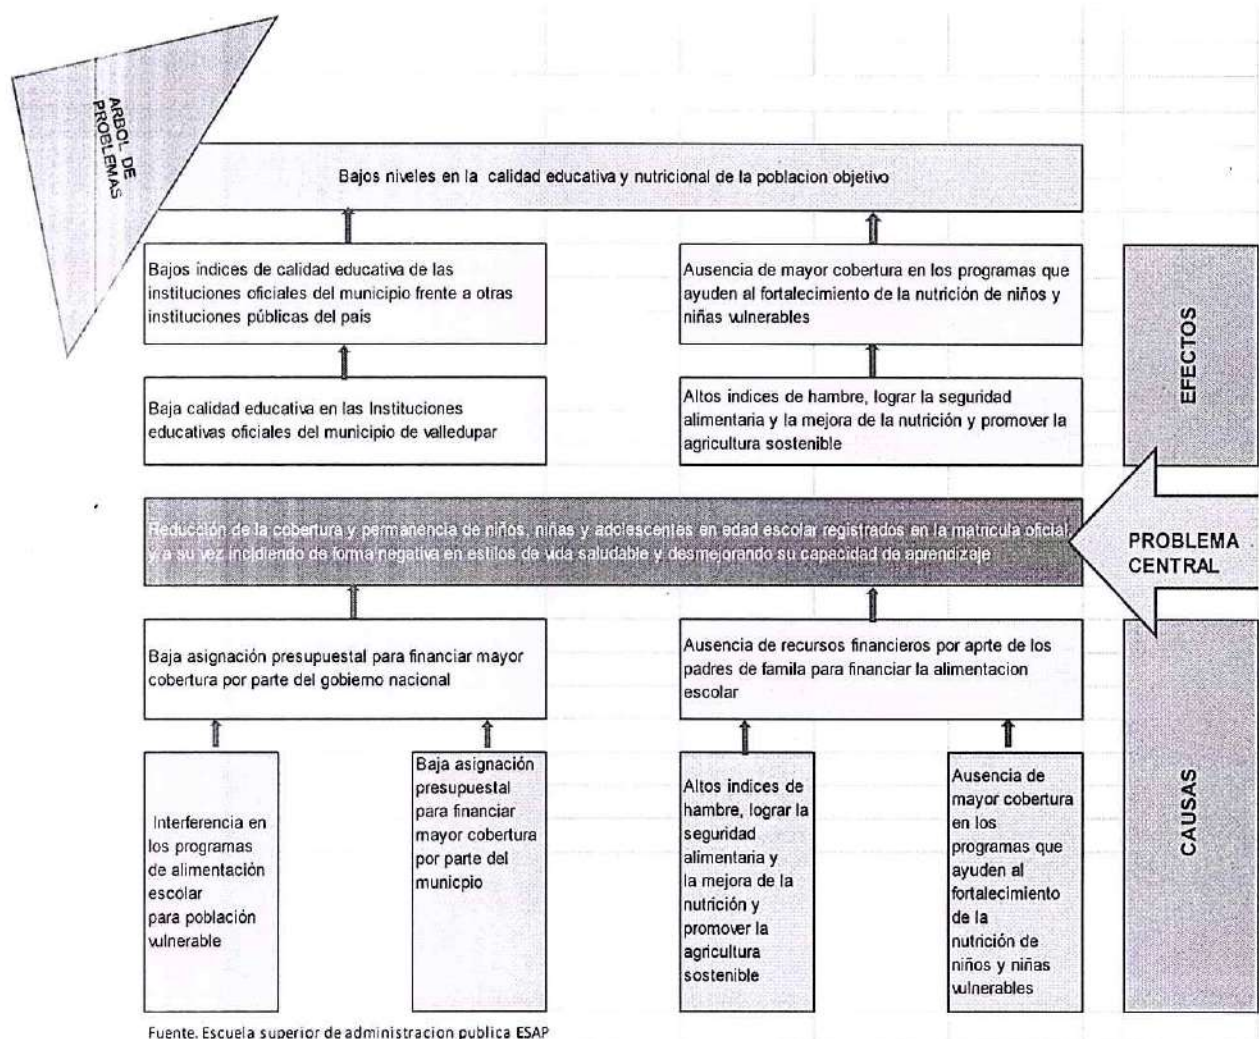 ARBOL DE
PROBLEMAS
Bajos niveles en la calidad educativa y nutricional de la poblacion objetivo
Bajos índices de calidad educativa de las
instituciones oficiales del municipio frente a otras
instituciones públicas del país
Ausencia de mayor cobertura en los programas que
ayuden al fortalecimiento de la nutrición de niños y
niñas vulnerables
EFECTOS
Baja calidad educativa en las Instituciones
educativas oficiales del municipio de valledupar
Altos indices de hambre, lograr la seguridad
alimentaria y la mejora de la nutrición y promover la
agricultura sostenible
Reducción de la cobertura y permanencia de niños, niñas y adolescentes en edad escolar registrados en la matricula oficial
y a su vez incidiendo de forma negativa en estilos de vida saludable y desmejorando su capacidad de aprendizaje
PROBLEMA
CENTRAL
Baja asignación presupuestal para financiar mayor
cobertura por parte del gobierno nacional
Ausencia de recursos financieros por aprte de los
padres de famila para financiar la alimentacion
escolar
CAUSAS
Interferencia en
los programas
de alimentación
escolar
para población
vulnerable
Baja asignación
presupuestal
para financiar
mayor cobertura
por parte del
municpio
Altos índices de
hambre, lograr la
seguridad
alimentaria y
la mejora de la
nutrición y
promover la
agricultura
sostenible
Ausencia de
mayor cobertura
en los
programas que
ayuden al
fortalecimiento
de la
nutrición de
niños y niñas
vulnerables
Fuente. Escuela superior de administracion publica ESAP